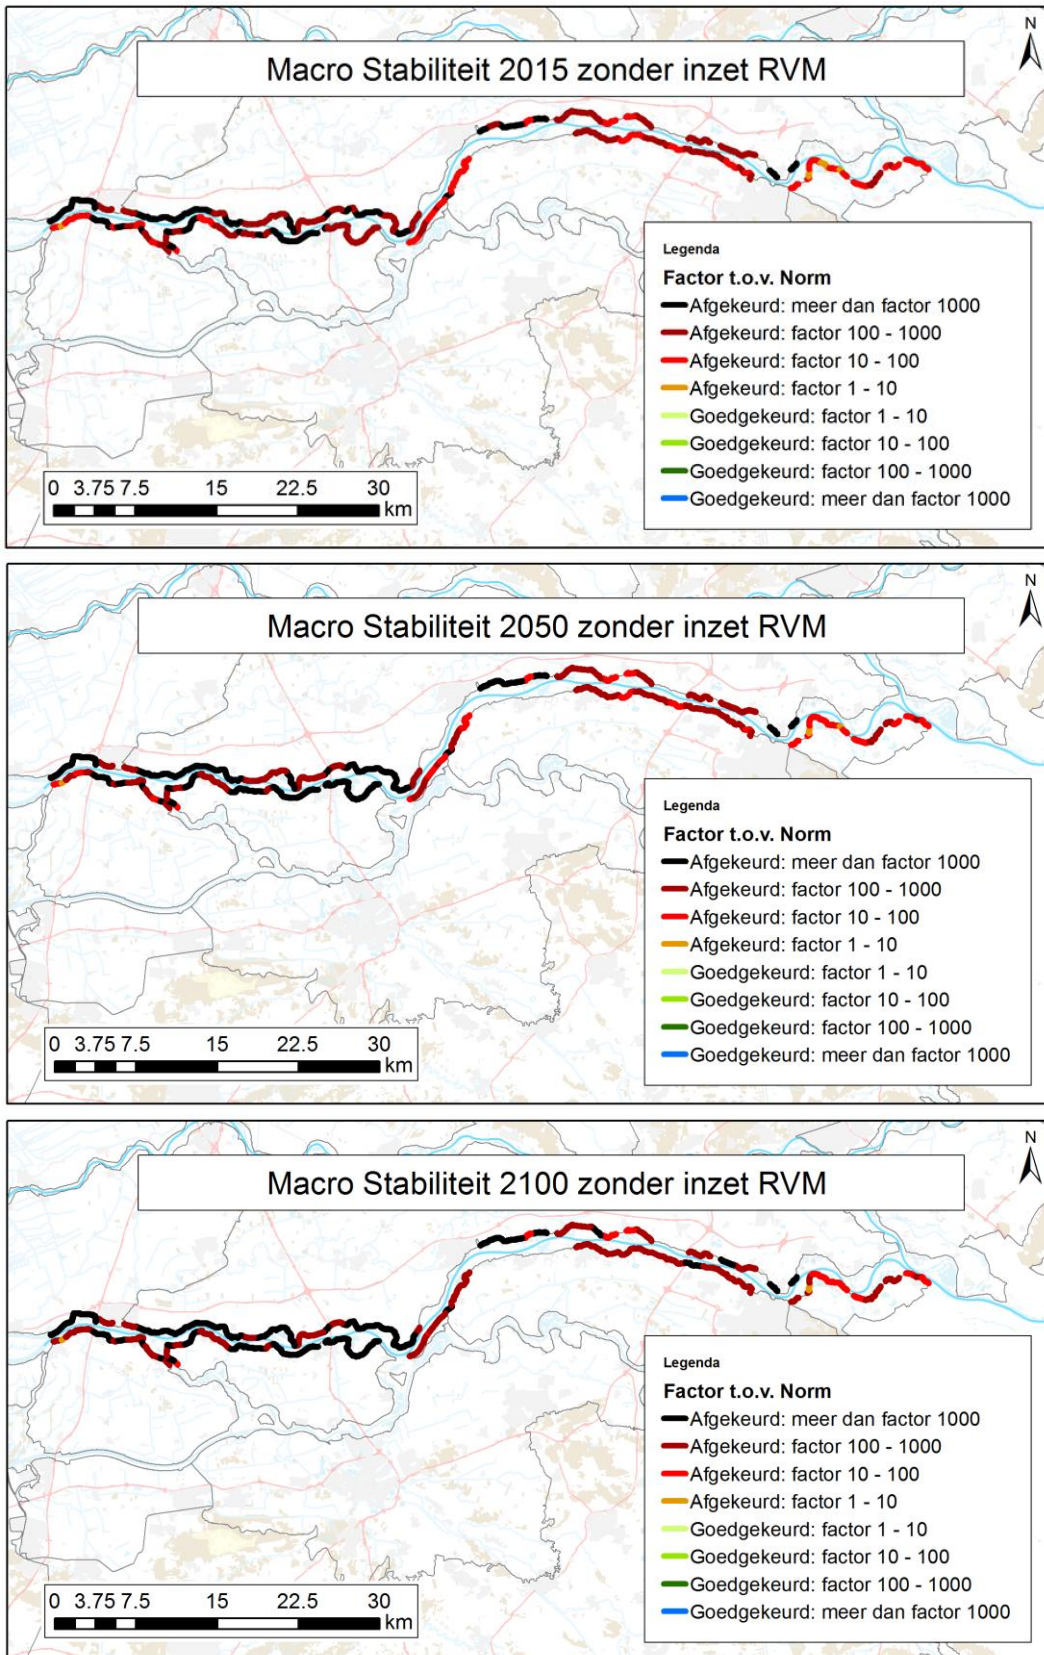 Macro Stabiliteit 2015 zonder inzet RVM
N
Legenda
Factor t.o.v. Norm
Afgekeurd: meer dan factor 1000
Afgekeurd: factor 100 - 1000
Afgekeurd: factor 10 - 100
Afgekeurd: factor 1 - 10
Goedgekeurd: factor 1 - 10
Goedgekeurd: factor 10 - 100
Goedgekeurd: factor 100 - 1000
Goedgekeurd: meer dan factor 1000
0 3.75 7.5 15 22.5 30
km
Macro Stabiliteit 2050 zonder inzet RVM
N
Legenda
Factor t.o.v. Norm
Afgekeurd: meer dan factor 1000
Afgekeurd: factor 100 - 1000
Afgekeurd: factor 10 - 100
Afgekeurd: factor 1 - 10
Goedgekeurd: factor 1 - 10
Goedgekeurd: factor 10 - 100
Goedgekeurd: factor 100 - 1000
Goedgekeurd: meer dan factor 1000
0 3.75 7.5 15 22.5 30
km
Macro Stabiliteit 2100 zonder inzet RVM
N
Legenda
Factor t.o.v. Norm
Afgekeurd: meer dan factor 1000
Afgekeurd: factor 100 - 1000
Afgekeurd: factor 10 - 100
Afgekeurd: factor 1 - 10
Goedgekeurd: factor 1 - 10
Goedgekeurd: factor 10 - 100
Goedgekeurd: factor 100 - 1000
Goedgekeurd: meer dan factor 1000
0 3.75 7.5 15 22.5 30
km